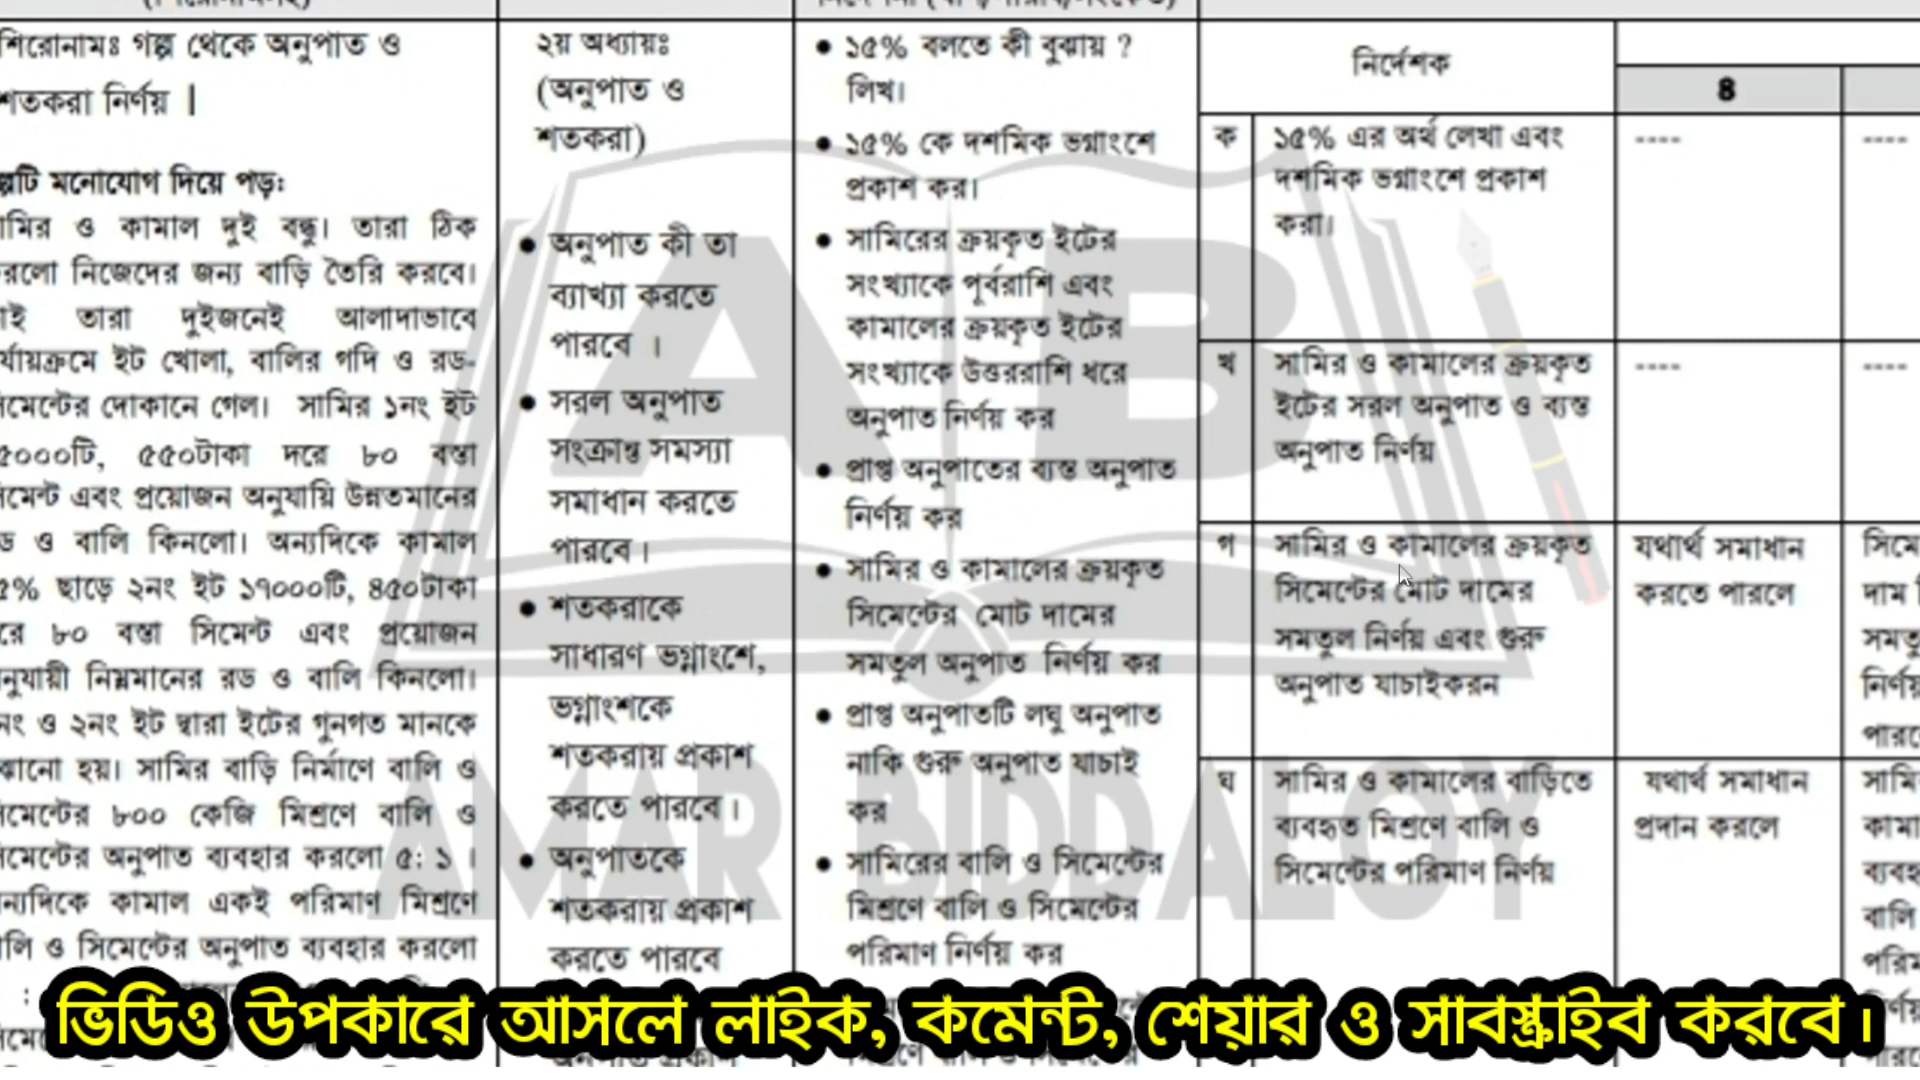 শিরোনামঃ গল্প থেকে অনুপাত ও
শতকরা নির্ণয় |
মনোযোগ দিয়ে পড়ঃ
ও কামাল দুই বন্ধু। তারা ঠিক
নিজেদের জন্য বাড়ি তৈরি করবে।
তারা দুইজনেই আলাদাভাবে
ইট খোলা, বালির গদি ও রড-
দোকানে গেল। সামির ১নং ইট
৫৫০টাকা দরে ৮০ বস্তা
এবং প্রয়োজন অনুযায়ি উন্নতমানের
ও বালি কিনলো। অন্যদিকে কামাল
ছাড়ে ২নং ইট ১৭০০০টি, ৪৫০টাকা
৮০ বস্তা সিমেন্ট এবং প্রয়োজন
নিম্নমানের রড ও বালি কিনলো।
ও ২নং ইট দ্বারা ইটের গুনগত মানকে
হয়। সামির বাড়ি নির্মাণে বালি ও
৮০০ কেজি মিশ্রণে বালি ও
অনুপাত ব্যবহার করলো ৫: ১ ।
কামাল একই পরিমাণ মিশ্রণে
ও সিমেন্টের অনুপাত ব্যবহার করলো
২য় অধ্যায়ঃ
(অনুপাত ও
শতকরা)
● অনুপাত কী তা
ব্যাখ্যা করতে
পারবে ।
● সরল অনুপাত
সংক্রান্ত সমস্যা
সমাধান করতে
পারবে।
● শতকরাকে
সাধারণ ভগ্নাংশে,
ভগ্নাংশকে
শতকরায় প্রকাশ
করতে পারবে।
● অনুপাতকে
শতকরায় প্রকাশ
করতে পারবে
● ১৫% বলতে কী বুঝায় ?
লিখ।
● ১৫% কে দশমিক ভগ্নাংশে
প্রকাশ কর।
● সামিরের ক্রয়কৃত ইটের
সংখ্যাকে পূর্বরাশি এবং
কামালের ক্রয়কৃত ইটের
সংখ্যাকে উত্তররাশি ধরে
অনুপাত নির্ণয় কর
● প্রাপ্ত অনুপাতের ব্যস্ত অনুপাত
নির্ণয় কর
● সামির ও কামালের ক্রয়কৃত
সিমেন্টের মোট দামের
সমতুল অনুপাত নির্ণয় কর
● প্রাপ্ত অনুপাতটি লঘু অনুপাত
নাকি গুরু অনুপাত যাচাই
কর
● সামিরের বালি ও সিমেন্টের
মিশ্রণে বালি ও সিমেন্টের
পরিমাণ নির্ণয় কর
নির্দেশক
৪
ক ১৫% এর অর্থ লেখা এবং
দশমিক ভগ্নাংশে প্রকাশ
করা।
---- ----
খ সামির ও কামালের ক্রয়কৃত
ইটের সরল অনুপাত ও ব্যস্ত
অনুপাত নির্ণয়
---- ----
গ সামির ও কামালের ক্রয়কৃত
সিমেন্টের মোট দামের
সমতুল নির্ণয় এবং গুরু
অনুপাত যাচাইকরন
যথার্থ সমাধান
করতে পারলে
দাম
ঘ সামির ও কামালের বাড়িতে
ব্যবহৃত মিশ্রণে বালি ও
সিমেন্টের পরিমাণ নির্ণয়
যথার্থ সমাধান
প্রদান করলে
বালি
AB
AMAR BIDDALOY
ভিডিও উপকারে আসলে লাইক, কমেন্ট, শেয়ার ও সাবস্ক্রাইব করবে।